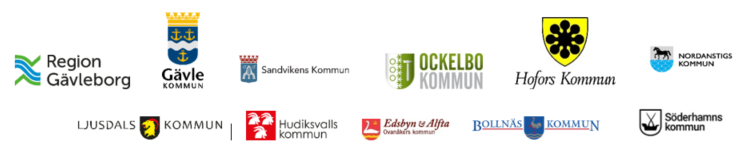 Region
Gävleborg
Gävle
KOMMUN
Sandvikens Kommun
OCKELBO
KOMMUN
Hofors Kommun
NORDANSTIGS
KOMMUN
LJUSDALS KOMMUN
Hudiksvalls
kommun
Edsbyn & Alfta
Ovanåkers kommun
BOLLNÄS KOMMUN
Söderhamns
kommun